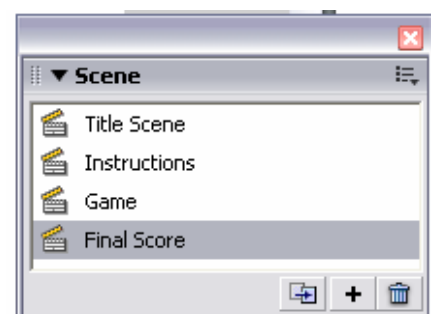 Scene
Title Scene
Instructions
Game
Final Score